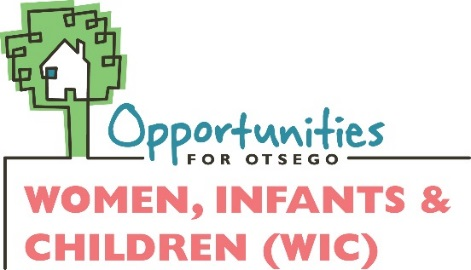 Opportunities
FOR OTSEGO
WOMEN, INFANTS &
CHILDREN (WIC)